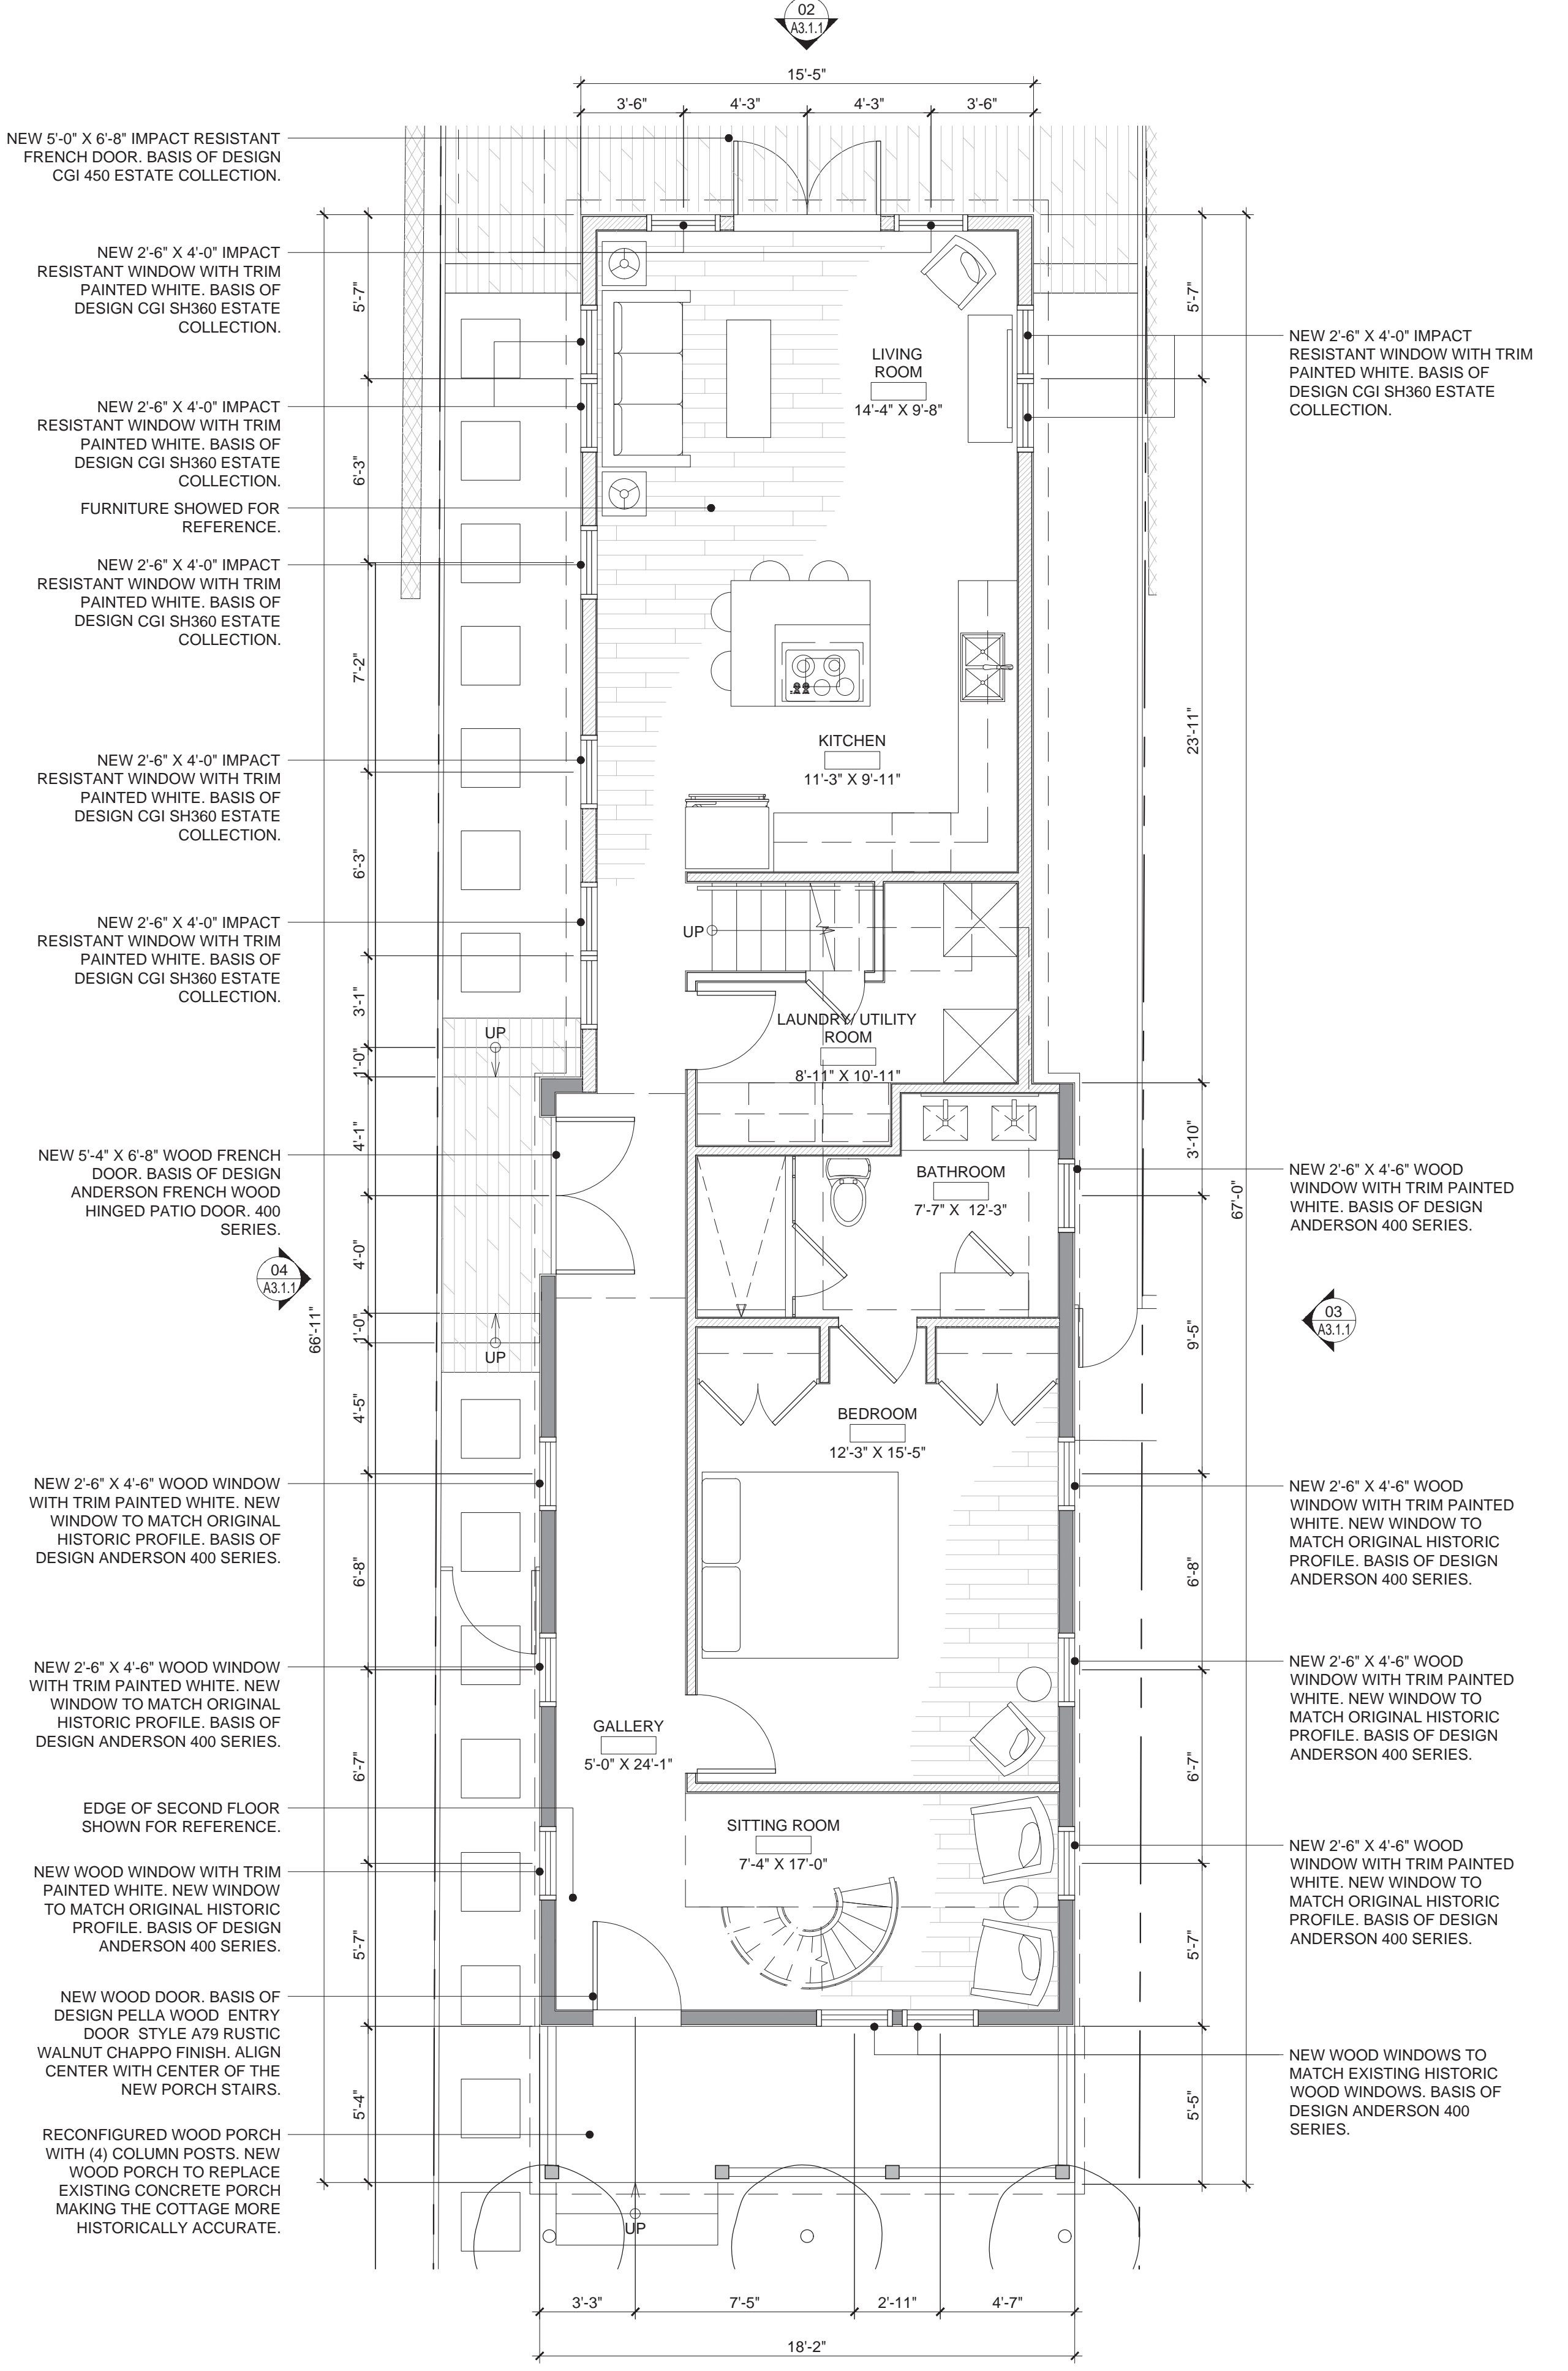 02
A3.1.1
15'-5"
3'-6"
4'-3"
4'-3"
3'-6"
NEW 5'-0" X 6'-8" IMPACT RESISTANT
FRENCH DOOR. BASIS OF DESIGN
CGI 450 ESTATE COLLECTION.
NEW 2'-6" X 4'-0" IMPACT
RESISTANT WINDOW WITH TRIM
PAINTED WHITE. BASIS OF
DESIGN CGI SH360 ESTATE
COLLECTION.
NEW 2'-6" X 4'-0" IMPACT
RESISTANT WINDOW WITH TRIM
PAINTED WHITE. BASIS OF
DESIGN CGI SH360 ESTATE
COLLECTION.
FURNITURE SHOWED FOR
REFERENCE.
NEW 2'-6" X 4'-0" IMPACT
RESISTANT WINDOW WITH TRIM
PAINTED WHITE. BASIS OF
DESIGN CGI SH360 ESTATE
COLLECTION.
NEW 2'-6" X 4'-0" IMPACT
RESISTANT WINDOW WITH TRIM
PAINTED WHITE. BASIS OF
DESIGN CGI SH360 ESTATE
COLLECTION.
NEW 2'-6" X 4'-0" IMPACT
RESISTANT WINDOW WITH TRIM
PAINTED WHITE. BASIS OF
DESIGN CGI SH360 ESTATE
COLLECTION.
NEW 5'-4" X 6'-8" WOOD FRENCH
DOOR. BASIS OF DESIGN
ANDERSON FRENCH WOOD
HINGED PATIO DOOR. 400
SERIES.
04
A3.1.1
NEW 2'-6" X 4'-6" WOOD WINDOW
WITH TRIM PAINTED WHITE. NEW
WINDOW TO MATCH ORIGINAL
HISTORIC PROFILE. BASIS OF
DESIGN ANDERSON 400 SERIES.
NEW 2'-6" X 4'-6" WOOD WINDOW
WITH TRIM PAINTED WHITE. NEW
WINDOW TO MATCH ORIGINAL
HISTORIC PROFILE. BASIS OF
DESIGN ANDERSON 400 SERIES.
EDGE OF SECOND FLOOR
SHOWN FOR REFERENCE.
NEW WOOD WINDOW WITH TRIM
PAINTED WHITE. NEW WINDOW
TO MATCH ORIGINAL HISTORIC
PROFILE. BASIS OF DESIGN
ANDERSON 400 SERIES.
NEW WOOD DOOR. BASIS OF
DESIGN PELLA WOOD  ENTRY
DOOR  STYLE A79 RUSTIC
WALNUT CHAPPO FINISH. ALIGN
CENTER WITH CENTER OF THE
NEW PORCH STAIRS.
RECONFIGURED WOOD PORCH
WITH (4) COLUMN POSTS. NEW
WOOD PORCH TO REPLACE
EXISTING CONCRETE PORCH
MAKING THE COTTAGE MORE
HISTORICALLY ACCURATE.
66'-11"
5'-7"
6'-3"
7'-2"
6'-3"
3'-1"
1'-0"
4'-1"
4'-0"
1'-0"
4'-5"
6'-8"
6'-7"
5'-7"
5'-4"
UP
UP
LIVING
ROOM
14'-4" X 9'-8"
KITCHEN
11'-3" X 9'-11"
UP
LAUNDRY/ UTILITY
ROOM
8'-11" X 10'-11"
BATHROOM
7'-7" X  12'-3"
BEDROOM
12'-3" X 15'-5"
GALLERY
5'-0" X 24'-1"
SITTING ROOM
7'-4" X 17'-0"
UP
5'-7"
23'-11"
3'-10"
9'-5"
6'-8"
6'-7"
5'-7"
5'-5"
67'-0"
NEW 2'-6" X 4'-0" IMPACT
RESISTANT WINDOW WITH TRIM
PAINTED WHITE. BASIS OF
DESIGN CGI SH360 ESTATE
COLLECTION.
NEW 2'-6" X 4'-6" WOOD
WINDOW WITH TRIM PAINTED
WHITE. BASIS OF DESIGN
ANDERSON 400 SERIES.
03
A3.1.1
NEW 2'-6" X 4'-6" WOOD
WINDOW WITH TRIM PAINTED
WHITE. NEW WINDOW TO
MATCH ORIGINAL HISTORIC
PROFILE. BASIS OF DESIGN
ANDERSON 400 SERIES.
NEW 2'-6" X 4'-6" WOOD
WINDOW WITH TRIM PAINTED
WHITE. NEW WINDOW TO
MATCH ORIGINAL HISTORIC
PROFILE. BASIS OF DESIGN
ANDERSON 400 SERIES.
NEW 2'-6" X 4'-6" WOOD
WINDOW WITH TRIM PAINTED
WHITE. NEW WINDOW TO
MATCH ORIGINAL HISTORIC
PROFILE. BASIS OF DESIGN
ANDERSON 400 SERIES.
NEW WOOD WINDOWS TO
MATCH EXISTING HISTORIC
WOOD WINDOWS. BASIS OF
DESIGN ANDERSON 400
SERIES.
3'-3"
7'-5"
2'-11"
4'-7"
18'-2"